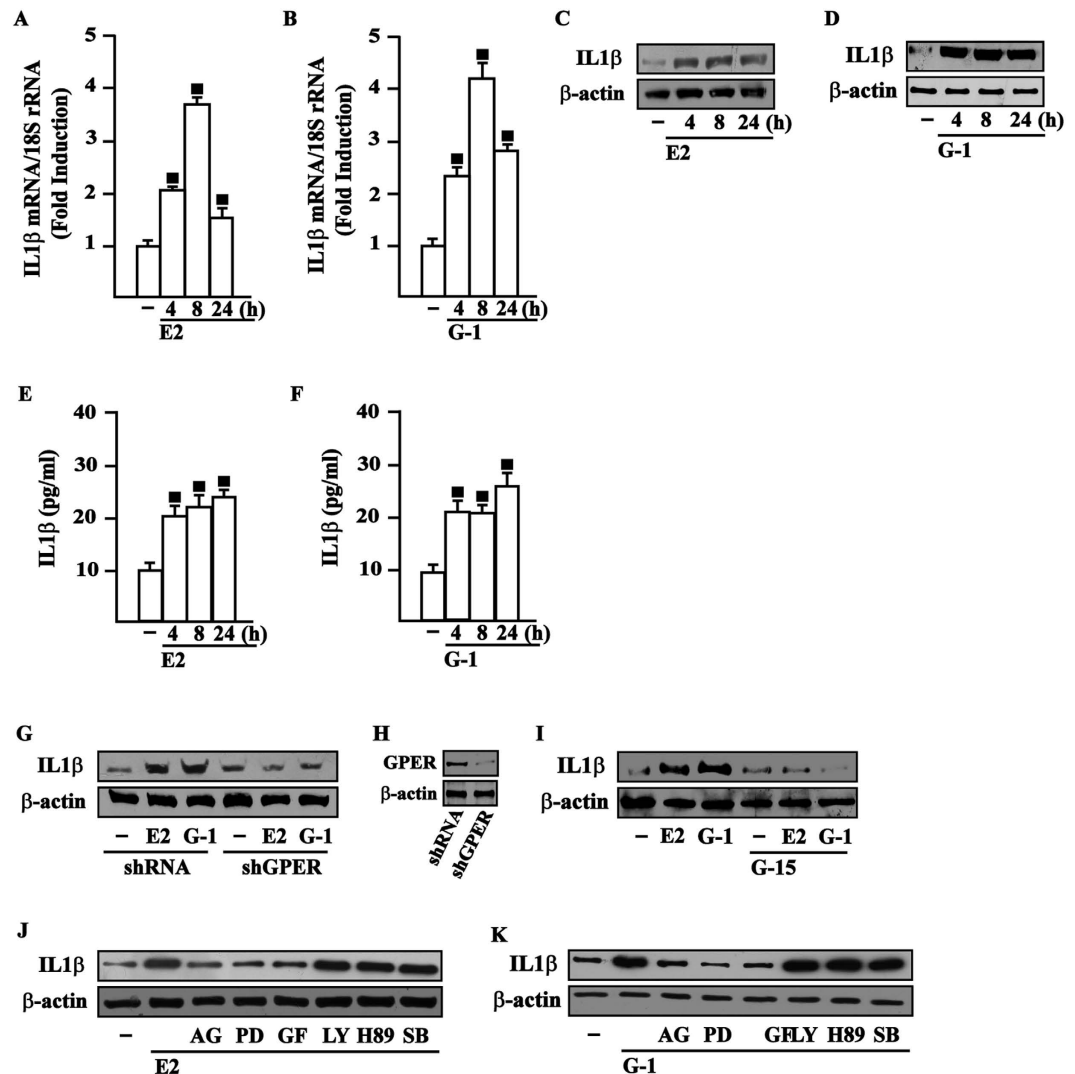 A
IL1β mRNA/18S rRNA
(Fold Induction)
5
4
3
2
1
– 4 8 24 (h)
E2
B
IL1β mRNA/18S rRNA
(Fold Induction)
5
4
3
2
1
– 4 8 24 (h)
G-1
C
IL1β
β-actin
– 4 8 24 (h)
E2
D
IL1β
β-actin
– 4 8 24 (h)
G-1
E
IL1β (pg/ml)
40
30
20
10
– 4 8 24 (h)
E2
F
IL1β (pg/ml)
40
30
20
10
– 4 8 24 (h)
G-1
G
IL1β
β-actin
– E2 G-1 – E2 G-1
shRNA shGPER
H
GPER
β-actin
shRNA
shGPER
I
IL1β
β-actin
– E2 G-1 – E2 G-1
G-15
J
IL1β
β-actin
– AG PD GF LY H89 SB
E2
K
IL1β
β-actin
– AG PD GFLY H89 SB
G-1